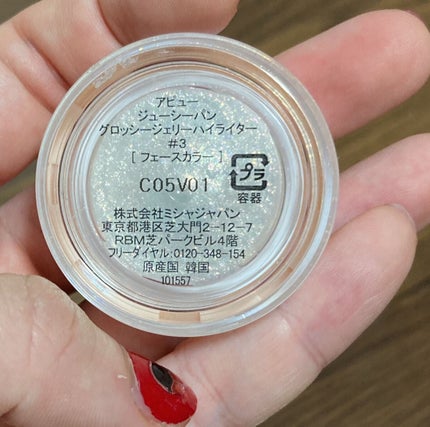 アピュー
ジューシーパン
グロッシージェリーハイライター
#3
[ フェースカラー ]
C05V01
プラ
容器
株式会社ミシャジャパン
東京都港区芝大門2-12-7
RBM芝パークビル4階
フリーダイヤル:0120-348-154
原産国 韓国
101557